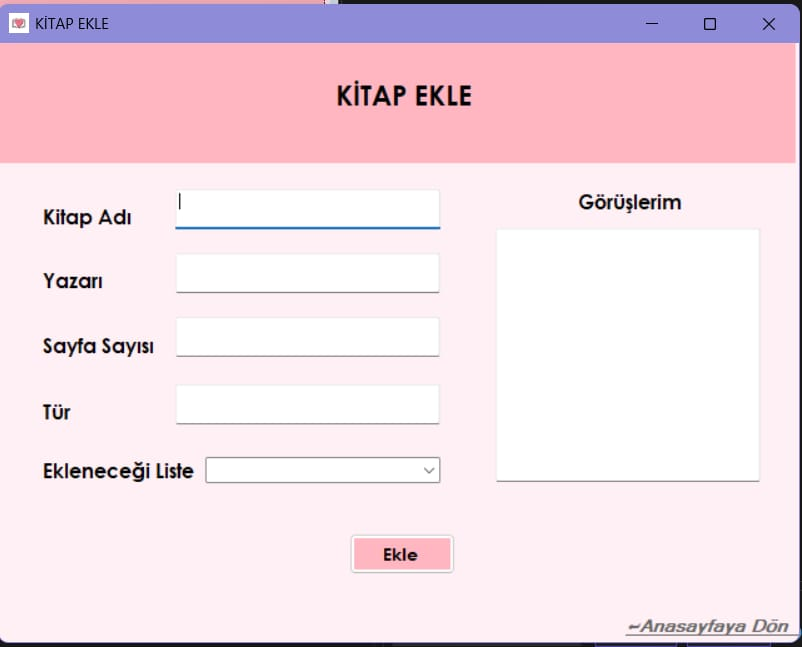 KİTAP EKLE
KİTAP EKLE
Kitap Adı
Yazarı
Sayfa Sayısı
Tür
Ekleneceği Liste
Görüşlerim
Ekle
↩Anasayfaya Dön